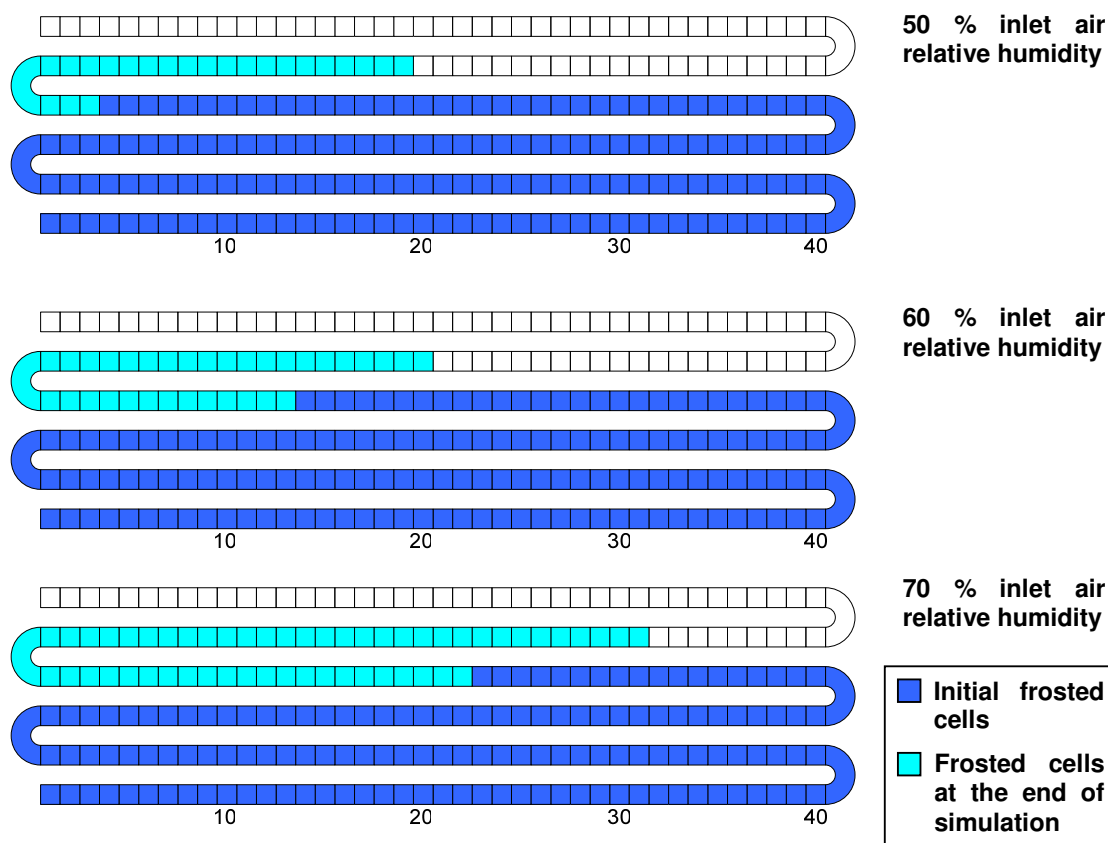 50 % inlet air
relative humidity
10 20 30 40
60 % inlet air
relative humidity
10 20 30 40
70 % inlet air
relative humidity
10 20 30 40
Initial frosted
cells
Frosted cells
at the end of
simulation